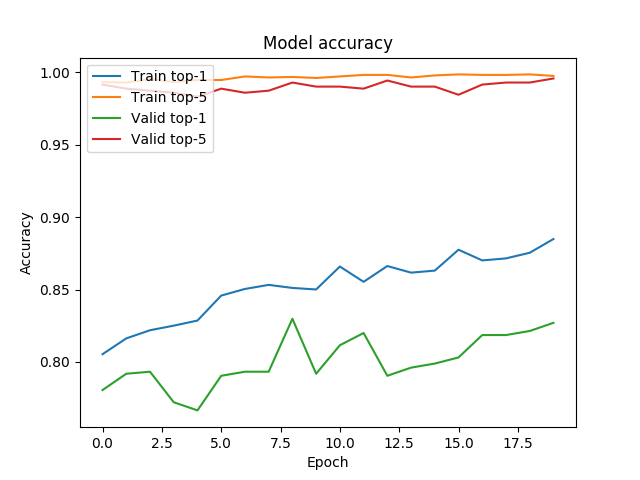 Model accuracy
Train top-1
Train top-5
Valid top-1
Valid top-5
1.00
0.95
0.90
0.85
0.80
Accuracy
0.0 2.5 5.0 7.5 10.0 12.5 15.0 17.5
Epoch